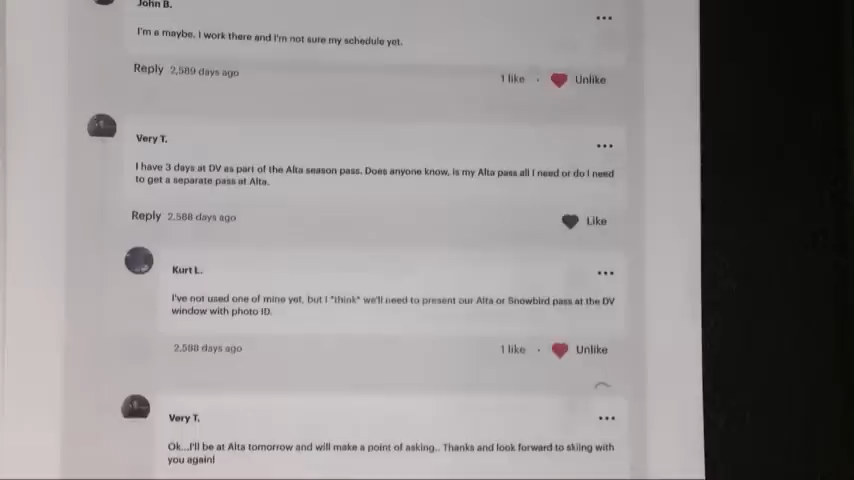 John B.
I'm a maybe. I work there and I'm not sure my schedule yet.
Reply 2,589 days ago
1 like · Unlike
Very T.
I have 3 days at DV as part of the Alta season pass. Does anyone know, is my Alta pass all I need or do I need
to get a separate pass at Alta.
Reply 2,588 days ago
Like
Kurt L.
I've not used one of mine yet, but I "think" we'll need to present our Alta or Snowbird pass at the DV
window with photo ID.
2,588 days ago
1 like · Unlike
Very T.
Ok...I'll be at Alta tomorrow and will make a point of asking.. Thanks and look forward to skiing with
you again!